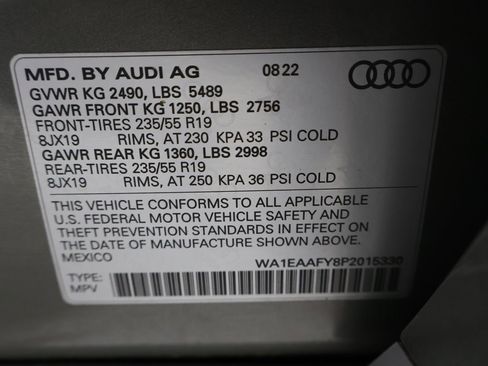 MFD. BY AUDI AG 08 22
GVWR KG 2490, LBS 5489
GAWR FRONT KG 1250, LBS 2756
FRONT-TIRES 235/55 R19
8JX19 RIMS, AT 230 KPA 33 PSI COLD
GAWR REAR KG 1360, LBS 2998
REAR-TIRES 235/55 R19
8JX19 RIMS, AT 250 KPA 36 PSI COLD
THIS VEHICLE CONFORMS TO ALL APPLICABLE
U.S. FEDERAL MOTOR VEHICLE SAFETY AND
THEFT PREVENTION STANDARDS IN EFFECT ON
THE DATE OF MANUFACTURE SHOWN ABOVE.
MEXICO WA1EAAFY8P2015330
TYPE:
MPV